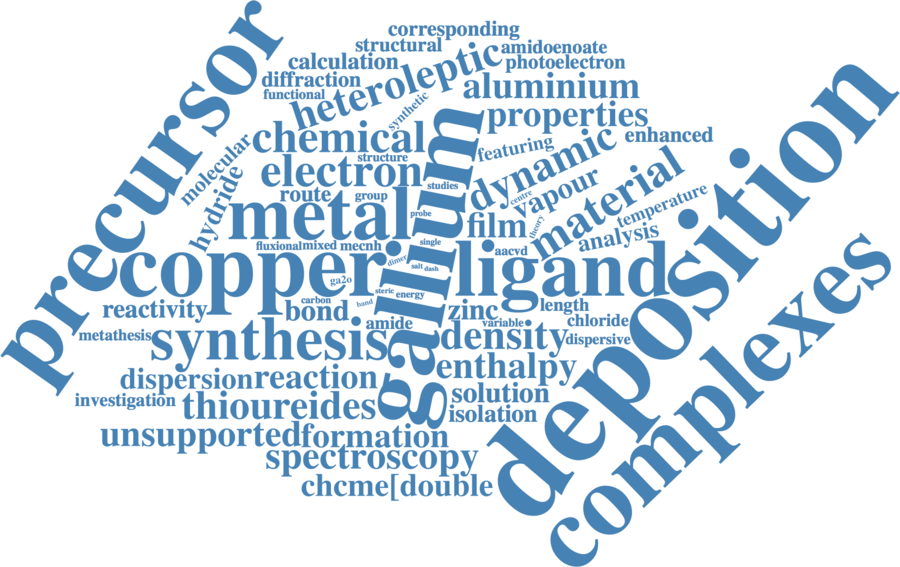 precursor
corresponding
structural
amidoenoate
calculation
photoelectron
diffraction
heteroleptic
aluminium
functional
synthetic
properties
chemical
dynamic
enhanced
molecular
featuring
structure
electron
gallium
material
deposition
hydride
studies
route
group
vapour
centre
temperature
metal
probe
film
theory
analysis
fluxional
mixed
mecnh
single
aacvd
copper
dimer
salt
dash
ligand
complexes
ga2o
steric
energy
carbon
band
reactivity
bond
zinc
length
metathesis
amide
variable
chloride
synthesis
density
dispersive
enthalpy
dispersion
reaction
investigation
thioureides
solution
isolation
unsupported
formation
spectroscopy
chcme[double